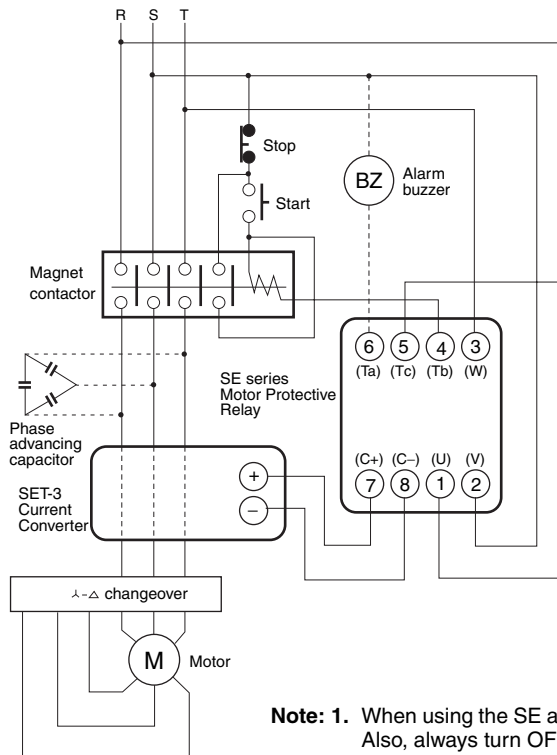 R S T
Stop
BZ
Alarm
buzzer
Start
Magnet
contactor
6 5 4 3
(Ta) (Tc) (Tb) (W)
SE series
Motor Protective
Relay
Phase
advancing
capacitor
(C+) (C−) (U) (V)
7 8 1 2
+
−
SET-3
Current
Converter
⅄-△ changeover
M
Motor
Note: 1. When using the SE a
Also, always turn OF